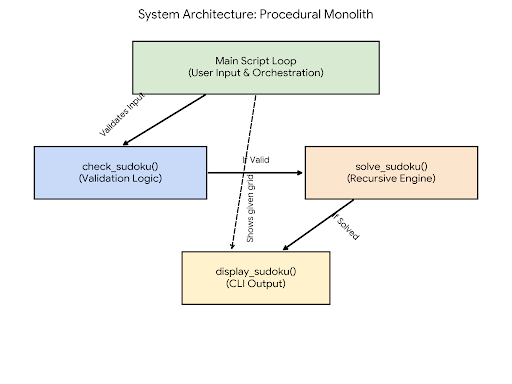 System Architecture: Procedural Monolith
Main Script Loop
(User Input & Orchestration)
Validates Input
check_sudoku()
(Validation Logic)
If Valid
solve_sudoku()
(Recursive Engine)
Shows given grid
If Solved
display_sudoku()
(CLI Output)